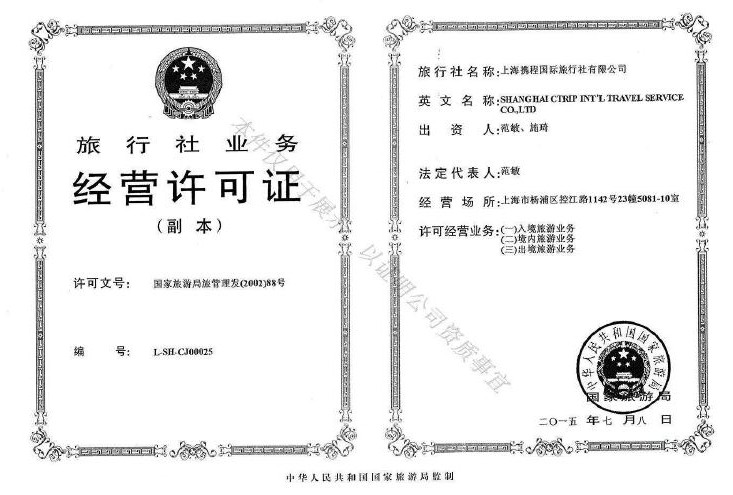 旅行社业务
经营许可证
(副本)
许可文号: 国家旅游局旅管理发(2002)88号
编号: L-SH-CJ00025
旅行社名称:上海携程国际旅行社有限公司
英文名称:SHANGHAI CTRIP INT'L TRAVEL SERVICE
CO.,LTD
出资人:范敏、施琦
法定代表人:范敏
经营场所:上海市杨浦区控江路1142号23幢5081-10室
许可经营业务:(一)入境旅游业务
(二)境内旅游业务
(三)出境旅游业务
中华人民共和国国家旅游局
国家旅游局
二〇一五年七月八日
中华人民共和国国家旅游局监制
本件仅用于展示,以证明公司资质事宜